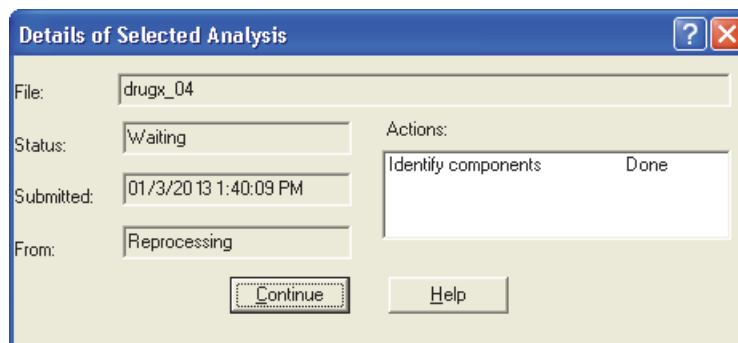 Details of Selected Analysis
File: drugx_04
Status: Waiting
Actions:
Identify components Done
Submitted: 01/3/2013 1:40:09 PM
From: Reprocessing
Continue Help